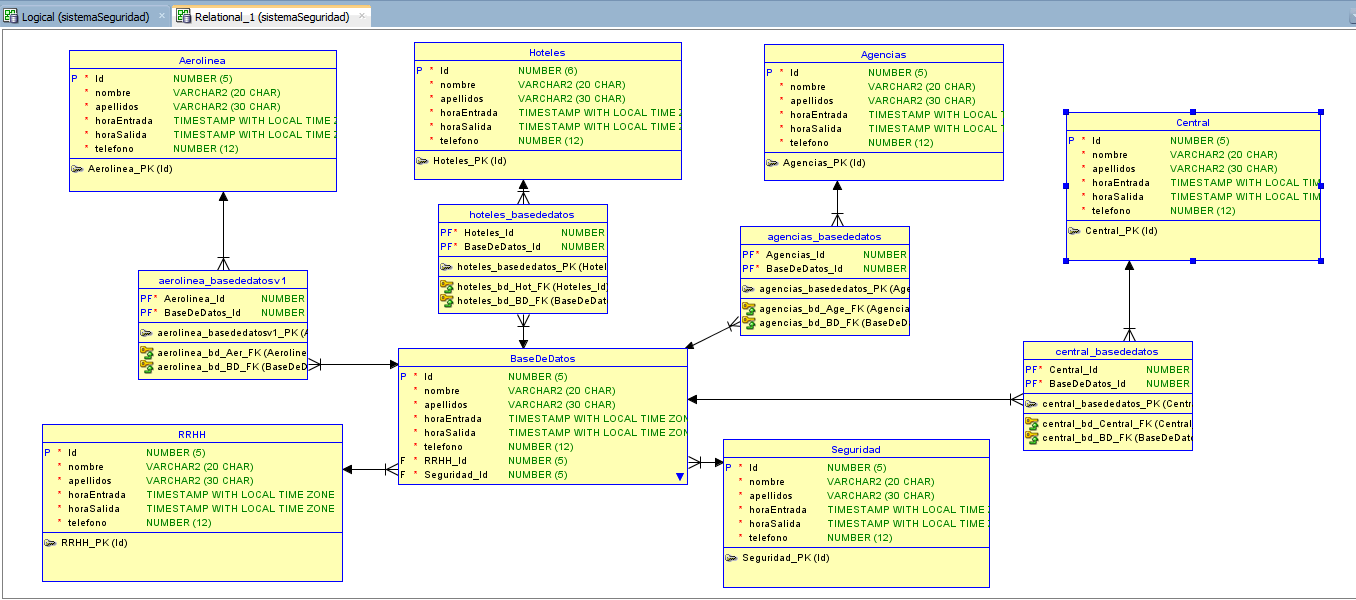 Logical (sistemaSeguridad)
Relational_1 (sistemaSeguridad)
Aerolinea
P * Id NUMBER (5)
* nombre VARCHAR2 (20 CHAR)
* apellidos VARCHAR2 (30 CHAR)
* horaEntrada TIMESTAMP WITH LOCAL TIME
* horaSalida TIMESTAMP WITH LOCAL TIME
* telefono NUMBER (12)
Aerolinea_PK (Id)
Hoteles
P * Id NUMBER (6)
* nombre VARCHAR2 (20 CHAR)
* apellidos VARCHAR2 (30 CHAR)
* horaEntrada TIMESTAMP WITH LOCAL TIME
* horaSalida TIMESTAMP WITH LOCAL TIME
* telefono NUMBER (12)
Hoteles_PK (Id)
Agencias
P * Id NUMBER (5)
* nombre VARCHAR2 (20 CHAR)
* apellidos VARCHAR2 (30 CHAR)
* horaEntrada TIMESTAMP WITH LOCAL
* horaSalida TIMESTAMP WITH LOCAL
* telefono NUMBER (12)
Agencias_PK (Id)
Central
P * Id NUMBER (5)
* nombre VARCHAR2 (20 CHAR)
* apellidos VARCHAR2 (30 CHAR)
* horaEntrada TIMESTAMP WITH LOCAL TIM
* horaSalida TIMESTAMP WITH LOCAL TIM
* telefono NUMBER (12)
Central_PK (Id)
aerolinea_basededatosv1
PF* Aerolinea_Id NUMBER
PF* BaseDeDatos_Id NUMBER
aerolinea_basededatosv1_PK (A
aerolinea_bd_Aer_FK (Aeroline
aerolinea_bd_BD_FK (BaseDeD
hoteles_basededatos
PF* Hoteles_Id NUMBER
PF* BaseDeDatos_Id NUMBER
hoteles_basededatos_PK (Hotel
hoteles_bd_Hot_FK (Hoteles_Id
hoteles_bd_BD_FK (BaseDeDat
agencias_basededatos
PF* Agencias_Id NUMBER
PF* BaseDeDatos_Id NUMBER
agencias_basededatos_PK (Age
agencias_bd_Age_FK (Agencia
agencias_bd_BD_FK (BaseDeD
central_basededatos
PF* Central_Id NUMBER
PF* BaseDeDatos_Id NUMBER
central_basededatos_PK (Centr
central_bd_Central_FK (Central
central_bd_BD_FK (BaseDeDato
BaseDeDatos
P * Id NUMBER (5)
* nombre VARCHAR2 (20 CHAR)
* apellidos VARCHAR2 (30 CHAR)
* horaEntrada TIMESTAMP WITH LOCAL TIME ZON
* horaSalida TIMESTAMP WITH LOCAL TIME ZON
* telefono NUMBER (12)
F * RRHH_Id NUMBER (5)
F * Seguridad_Id NUMBER (5)
RRHH
P * Id NUMBER (5)
* nombre VARCHAR2 (20 CHAR)
* apellidos VARCHAR2 (30 CHAR)
* horaEntrada TIMESTAMP WITH LOCAL TIME ZONE
* horaSalida TIMESTAMP WITH LOCAL TIME ZONE
* telefono NUMBER (12)
RRHH_PK (Id)
Seguridad
P * Id NUMBER (5)
* nombre VARCHAR2 (20 CHAR)
* apellidos VARCHAR2 (30 CHAR)
* horaEntrada TIMESTAMP WITH LOCAL TIME
* horaSalida TIMESTAMP WITH LOCAL TIME
* telefono NUMBER (12)
Seguridad_PK (Id)